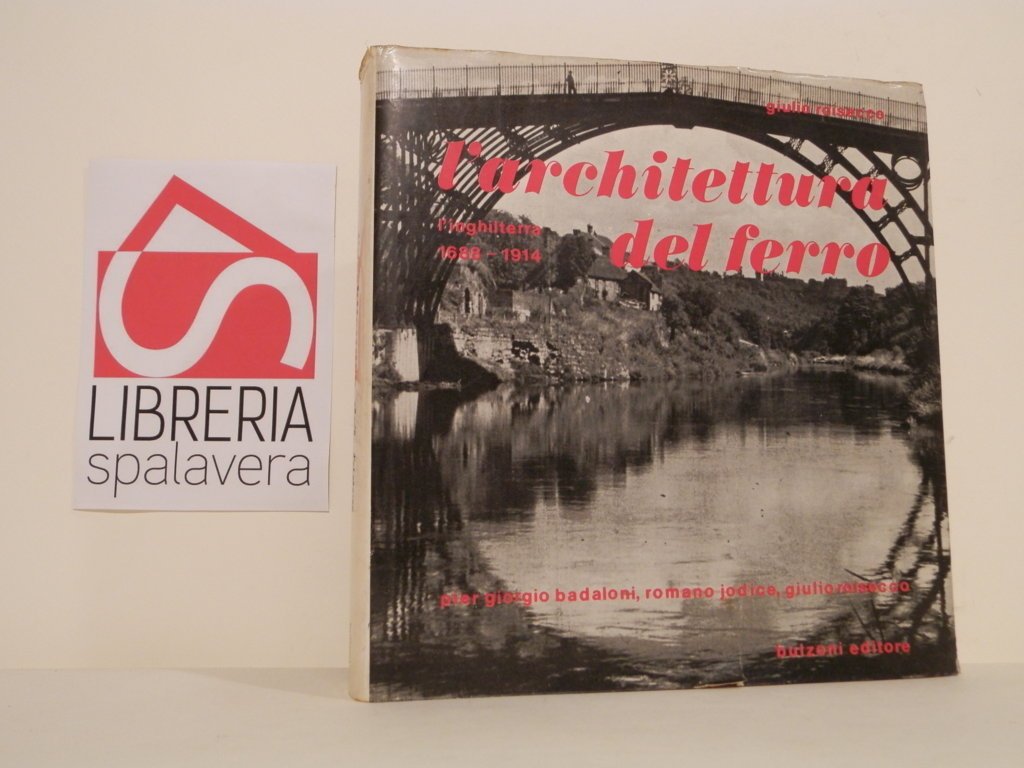 LIBRERIA
spalavera
giulio roisecco
l'architettura
del ferro
l'inghilterra
1688 – 1914
pier giorgio badaloni, romano jodice, giulio roisecco
bulzoni editore